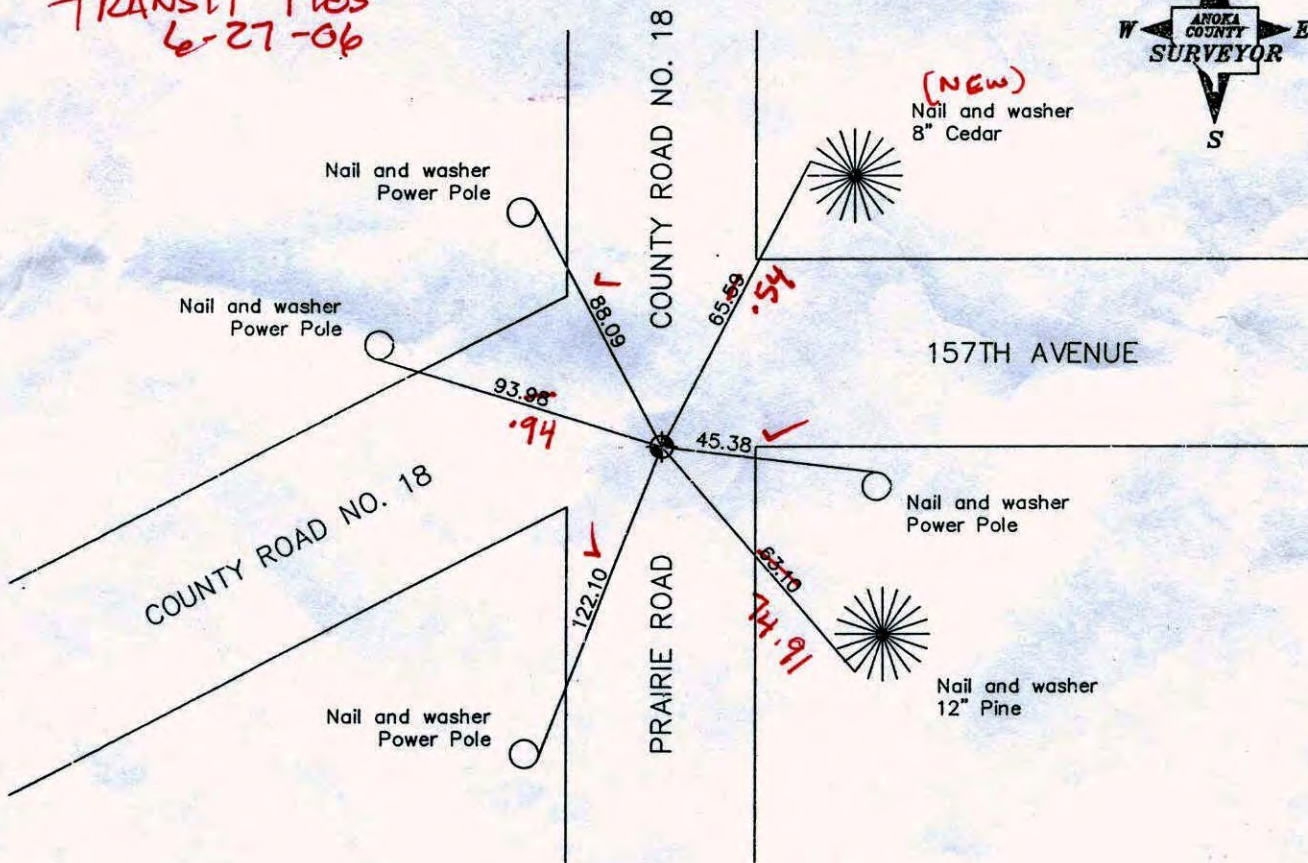 TRANSIT TIES
6-27-06
W
ANOKA
COUNTY
SURVEYOR
E
S
COUNTY ROAD NO. 18
(NEW)
Nail and washer
8" Cedar
Nail and washer
Power Pole
88.09
65.59
.54
Nail and washer
Power Pole
157TH AVENUE
93.98
.94
45.38
COUNTY ROAD NO. 18
Nail and washer
Power Pole
122.10
63.10
74.91
PRAIRIE ROAD
Nail and washer
12" Pine
Nail and washer
Power Pole